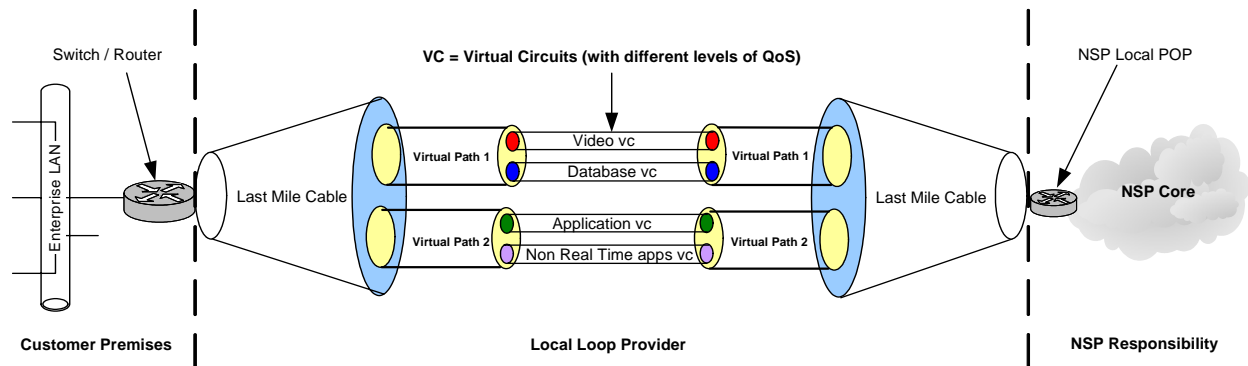 Switch / Router
VC = Virtual Circuits (with different levels of QoS)
NSP Local POP
Enterprise LAN
Last Mile Cable
Virtual Path 1
Video vc
Database vc
Virtual Path 1
Virtual Path 2
Application vc
Non Real Time apps vc
Virtual Path 2
Last Mile Cable
NSP Core
Customer Premises
Local Loop Provider
NSP Responsibility